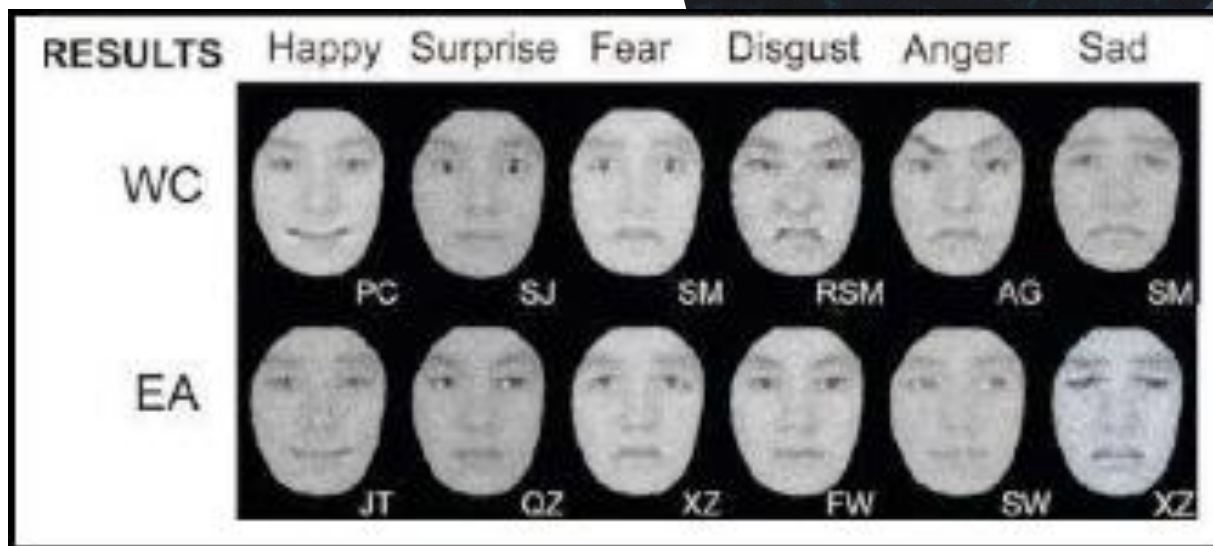 RESULTS Happy Surprise Fear Disgust Anger Sad
WC
PC SJ SM RSM AG SM
EA
JT QZ XZ FW SW XZ